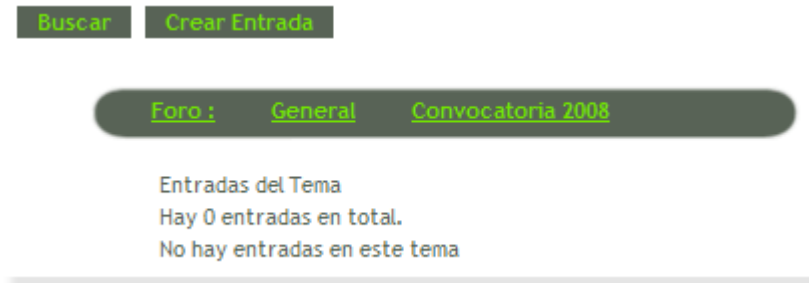 Buscar Crear Entrada
Foro : General Convocatoria 2008
Entradas del Tema
Hay 0 entradas en total.
No hay entradas en este tema